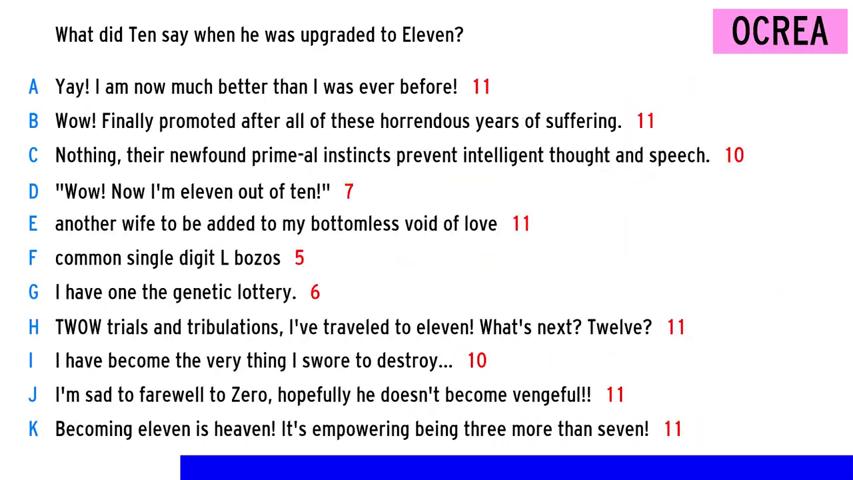 What did Ten say when he was upgraded to Eleven?
OCREA
A Yay! I am now much better than I was ever before! 11
B Wow! Finally promoted after all of these horrendous years of suffering. 11
C Nothing, their newfound prime-al instincts prevent intelligent thought and speech. 10
D "Wow! Now I'm eleven out of ten!" 7
E another wife to be added to my bottomless void of love 11
F common single digit L bozos 5
G I have one the genetic lottery. 6
H TWOW trials and tribulations, I've traveled to eleven! What's next? Twelve? 11
I I have become the very thing I swore to destroy... 10
J I'm sad to farewell to Zero, hopefully he doesn't become vengeful!! 11
K Becoming eleven is heaven! It's empowering being three more than seven! 11